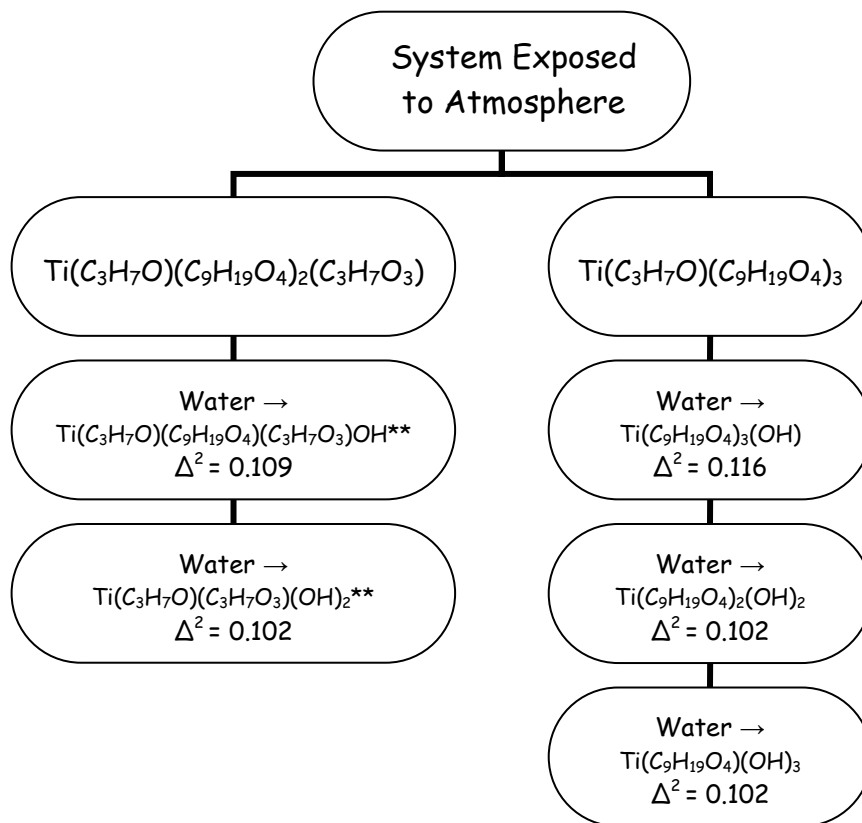 System Exposed
to Atmosphere
Ti(C₃H₇O)(C₉H₁₉O₄)₂(C₃H₇O₃)
Water →
Ti(C₃H₇O)(C₉H₁₉O₄)(C₃H₇O₃)OH**
Δ² = 0.109
Water →
Ti(C₃H₇O)(C₃H₇O₃)(OH)₂**
Δ² = 0.102
Ti(C₃H₇O)(C₉H₁₉O₄)₃
Water →
Ti(C₉H₁₉O₄)₃(OH)
Δ² = 0.116
Water →
Ti(C₉H₁₉O₄)₂(OH)₂
Δ² = 0.102
Water →
Ti(C₉H₁₉O₄)(OH)₃
Δ² = 0.102